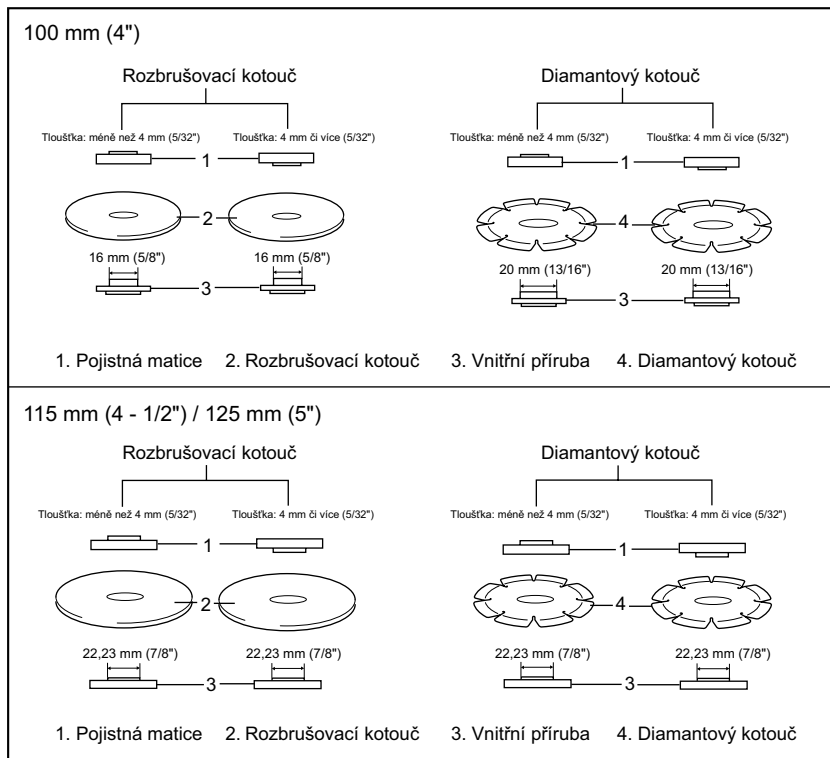 100 mm (4")
Rozbrušovací kotouč
Diamantový kotouč
Tloušťka: méně než 4 mm (5/32")
Tloušťka: 4 mm či více (5/32")
Tloušťka: méně než 4 mm (5/32")
Tloušťka: 4 mm či více (5/32")
1
1
2
4
16 mm (5/8")
16 mm (5/8")
20 mm (13/16")
20 mm (13/16")
3
3
1. Pojistná matice 2. Rozbrušovací kotouč 3. Vnitřní příruba 4. Diamantový kotouč
115 mm (4 - 1/2") / 125 mm (5")
Rozbrušovací kotouč
Diamantový kotouč
Tloušťka: méně než 4 mm (5/32")
Tloušťka: 4 mm či více (5/32")
Tloušťka: méně než 4 mm (5/32")
Tloušťka: 4 mm či více (5/32")
1
1
2
4
22,23 mm (7/8")
22,23 mm (7/8")
22,23 mm (7/8")
22,23 mm (7/8")
3
3
1. Pojistná matice 2. Rozbrušovací kotouč 3. Vnitřní příruba 4. Diamantový kotouč